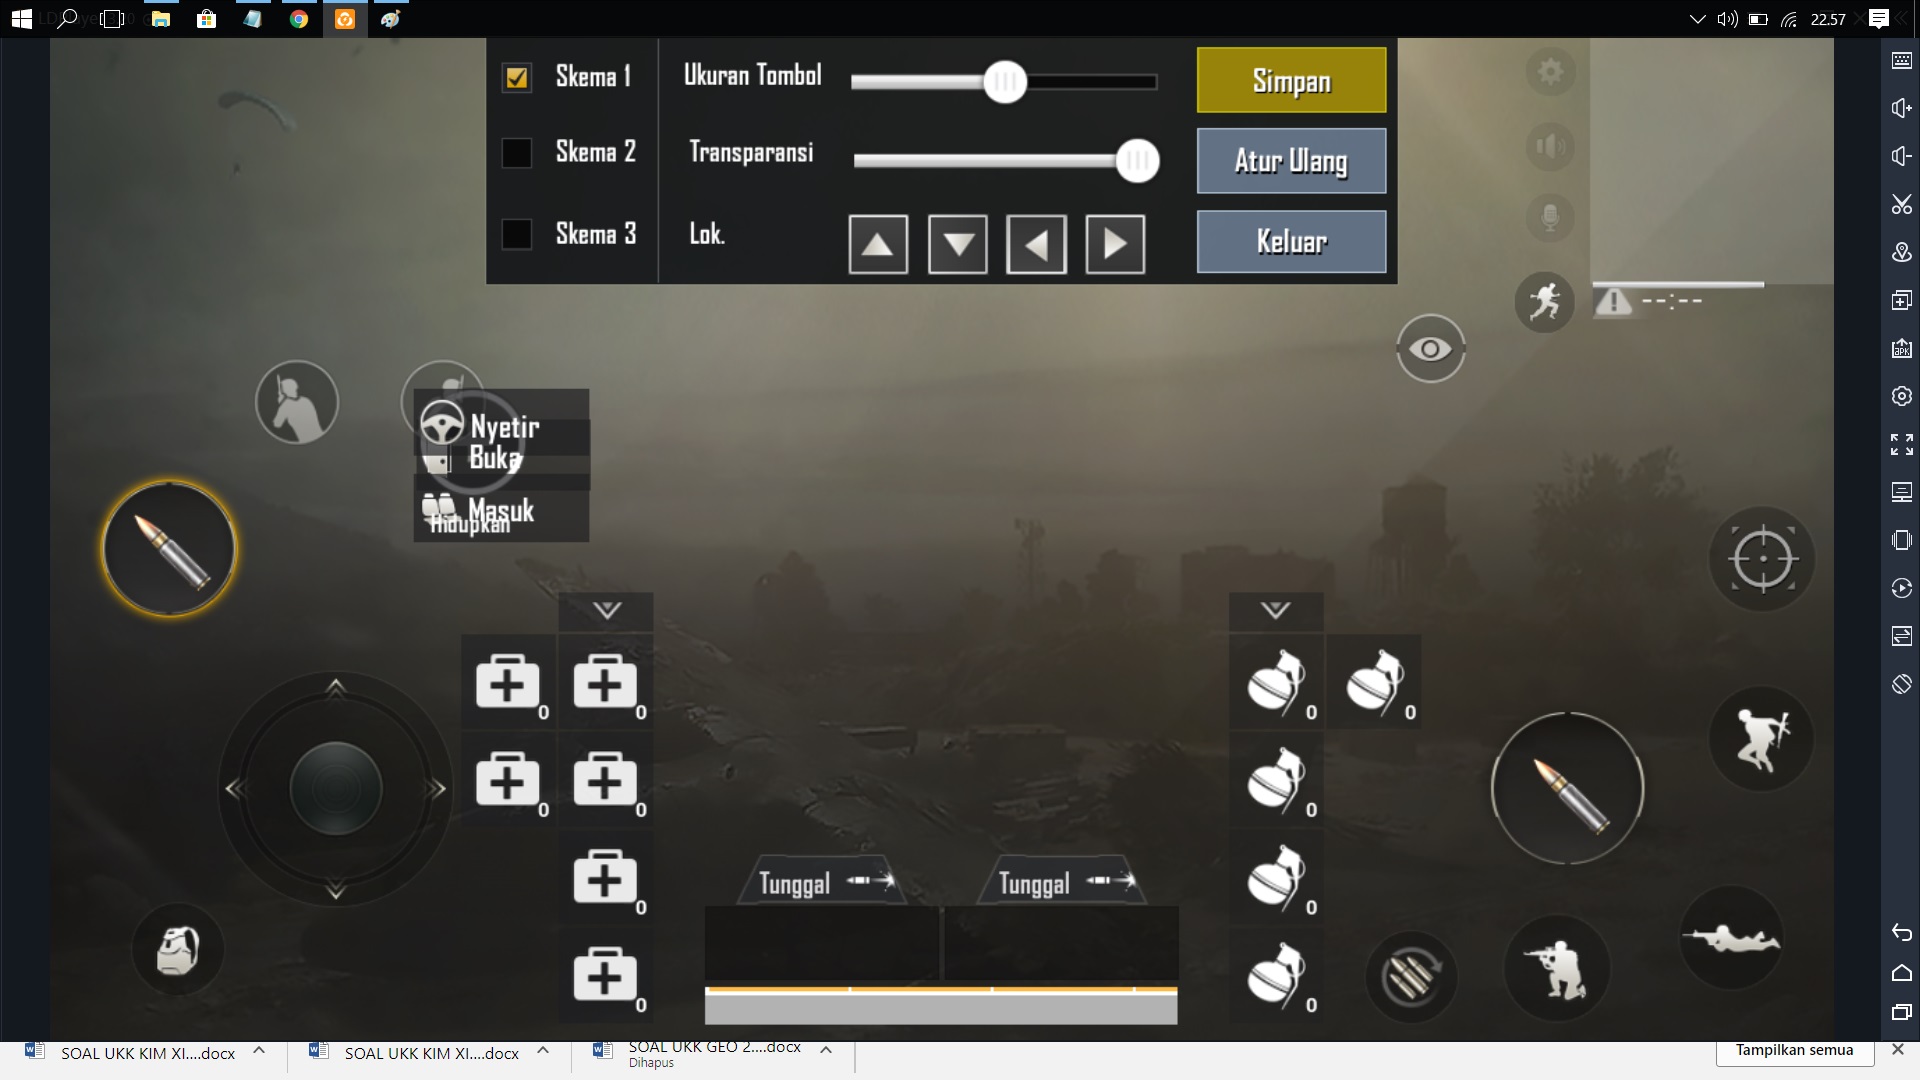 22.57
Skema 1
Ukuran Tombol
Simpan
Skema 2
Transparansi
Atur Ulang
Skema 3
Lok.
Keluar
--:--
Nyetir
Buka
Masuk
Hidupkan
0
0
0
0
0
0
0
0
0
0
0
Tunggal
Tunggal
APK
SOAL UKK KIM XI....docx
SOAL UKK KIM XI....docx
SOAL UKK GEO 2....docx
Dihapus
Tampilkan semua